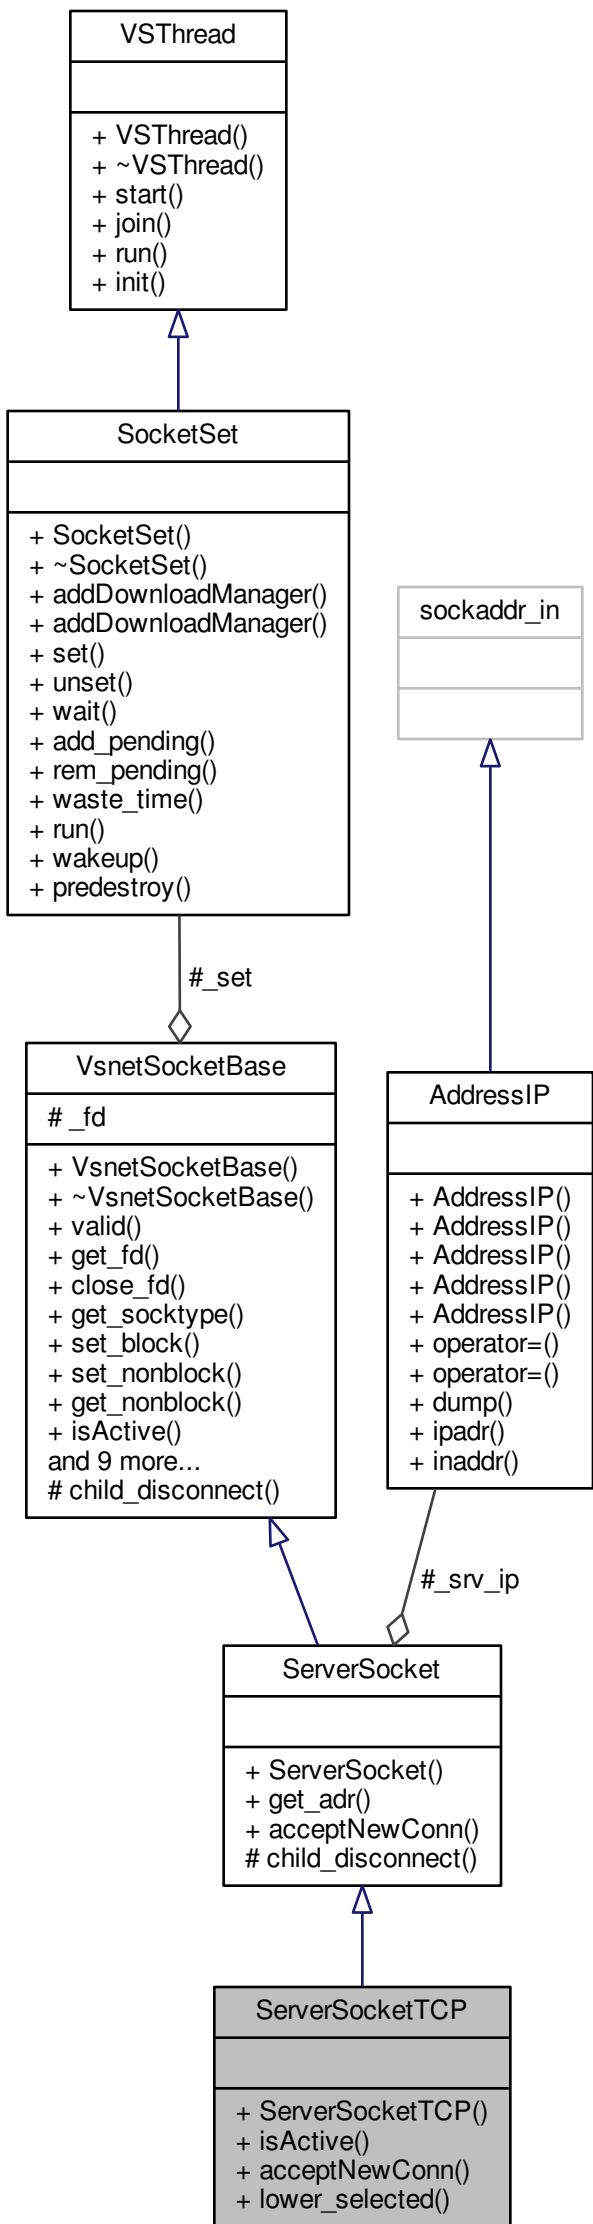 VSThread
+ VSThread()
+ ~VSThread()
+ start()
+ join()
+ run()
+ init()
SocketSet
+ SocketSet()
+ ~SocketSet()
+ addDownloadManager()
+ addDownloadManager()
+ set()
+ unset()
+ wait()
+ add_pending()
+ rem_pending()
+ waste_time()
+ run()
+ wakeup()
+ predestroy()
sockaddr_in
#_set
VsnetSocketBase
# _fd
+ VsnetSocketBase()
+ ~VsnetSocketBase()
+ valid()
+ get_fd()
+ close_fd()
+ get_socktype()
+ set_block()
+ set_nonblock()
+ get_nonblock()
+ isActive()
and 9 more...
# child_disconnect()
AddressIP
+ AddressIP()
+ AddressIP()
+ AddressIP()
+ AddressIP()
+ AddressIP()
+ operator=()
+ operator=()
+ dump()
+ ipadr()
+ inaddr()
#_srv_ip
ServerSocket
+ ServerSocket()
+ get_adr()
+ acceptNewConn()
# child_disconnect()
ServerSocketTCP
+ ServerSocketTCP()
+ isActive()
+ acceptNewConn()
+ lower_selected()